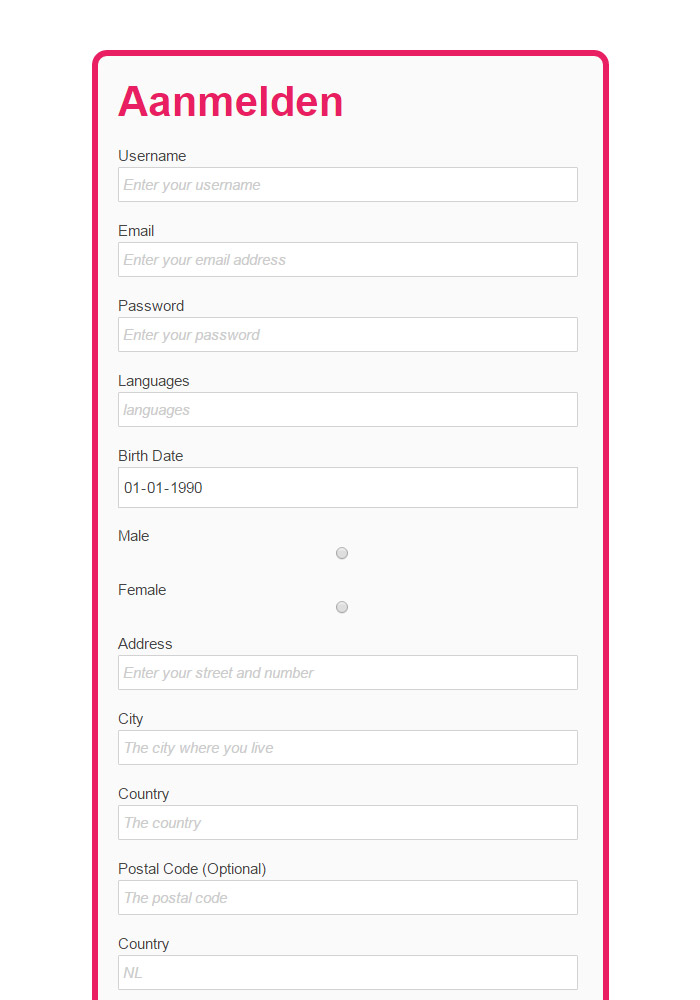 Aanmelden
Username
Enter your username
Email
Enter your email address
Password
Enter your password
Languages
languages
Birth Date
01-01-1990
Male
Female
Address
Enter your street and number
City
The city where you live
Country
The country
Postal Code (Optional)
The postal code
Country
NL